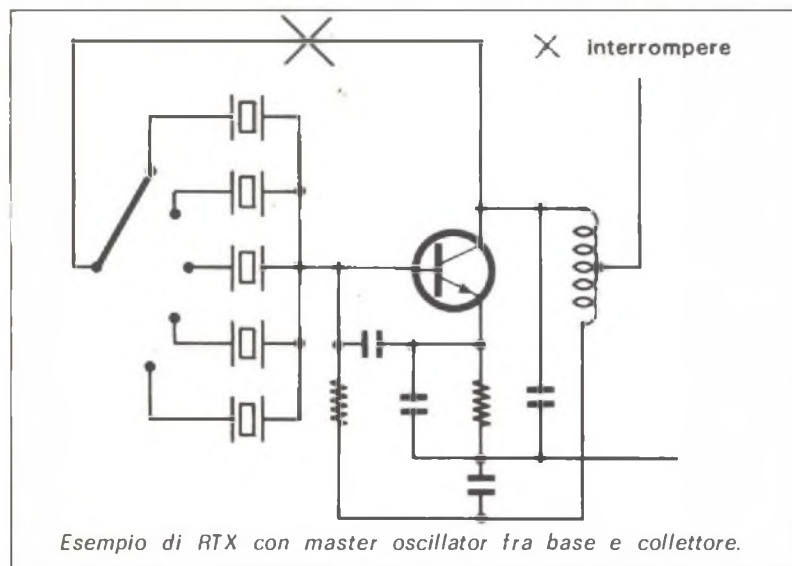 interrompere
Esempio di RTX con master oscillator fra base e collettore.